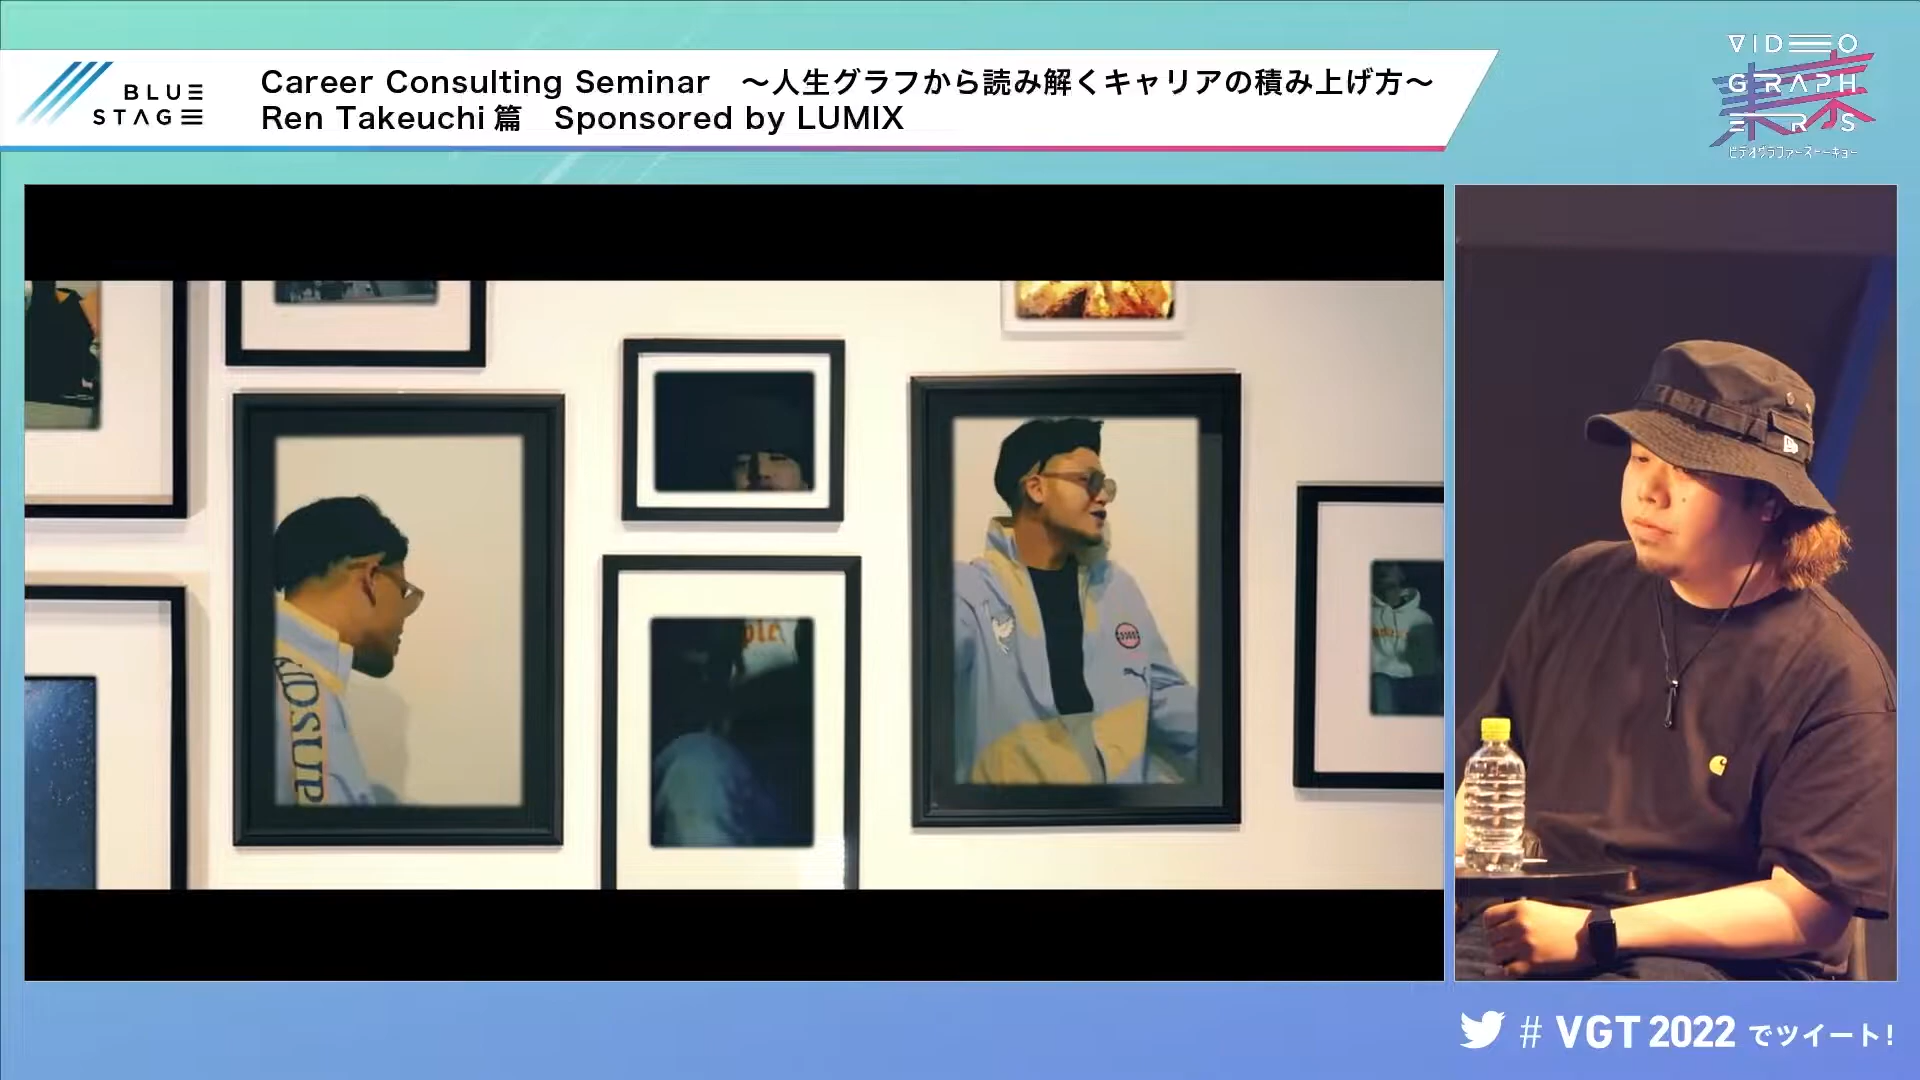 BLUE
STAGE
Career Consulting Seminar　〜人生グラフから読み解くキャリアの積み上げ方〜
Ren Takeuchi 篇　Sponsored by LUMIX
VIDEO
GRAPH
ERS
東京
ビデオグラファーズトーキョー
# VGT 2022 でツイート!